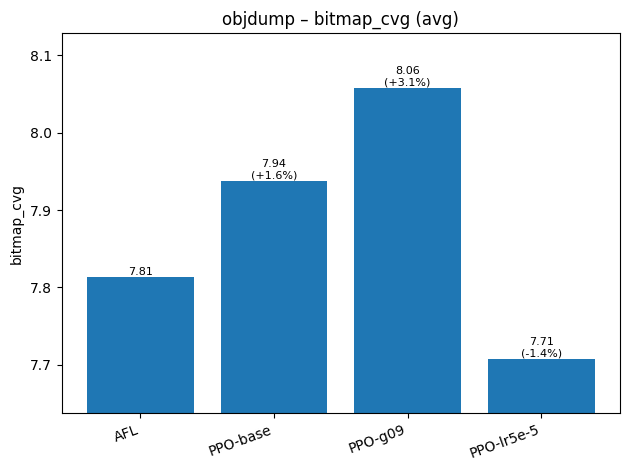 objdump – bitmap_cvg (avg)
bitmap_cvg
8.1
8.0
7.9
7.8
7.7
7.81
7.94
(+1.6%)
8.06
(+3.1%)
7.71
(-1.4%)
AFL
PPO-base
PPO-g09
PPO-lr5e-5